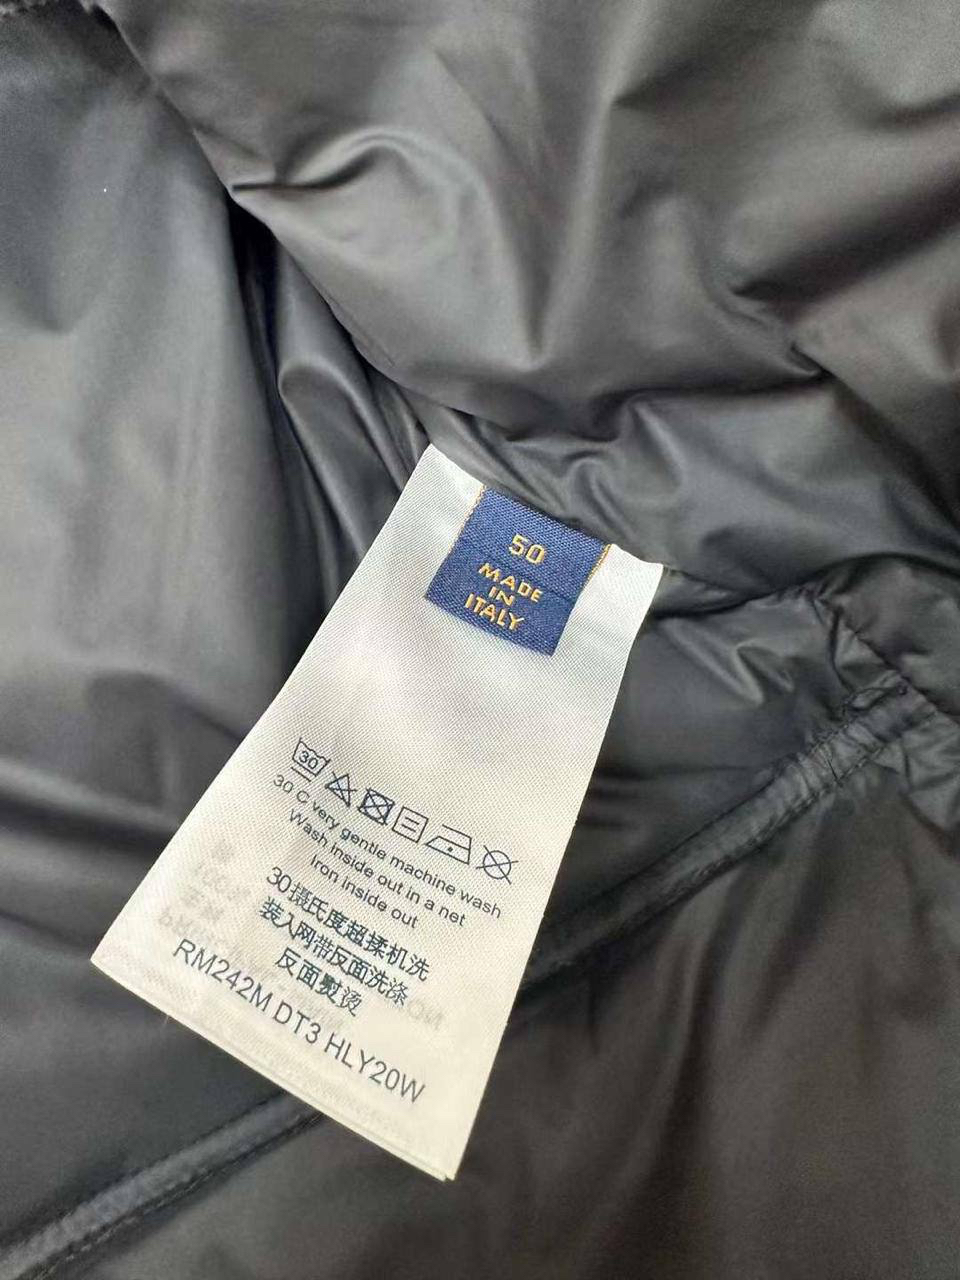 50
MADE
IN
ITALY
30
30°C very gentle machine wash
Wash inside out in a net
Iron inside out
30摄氏度超揉机洗
装入网带反面洗涤
反面熨烫
RM242M DT3 HLY20W